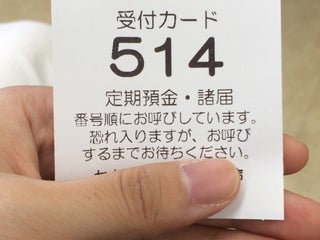 受付カード
514
定期預金・諸届
番号順にお呼びしています。
恐れ入りますが、お呼び
するまでお待ちください。